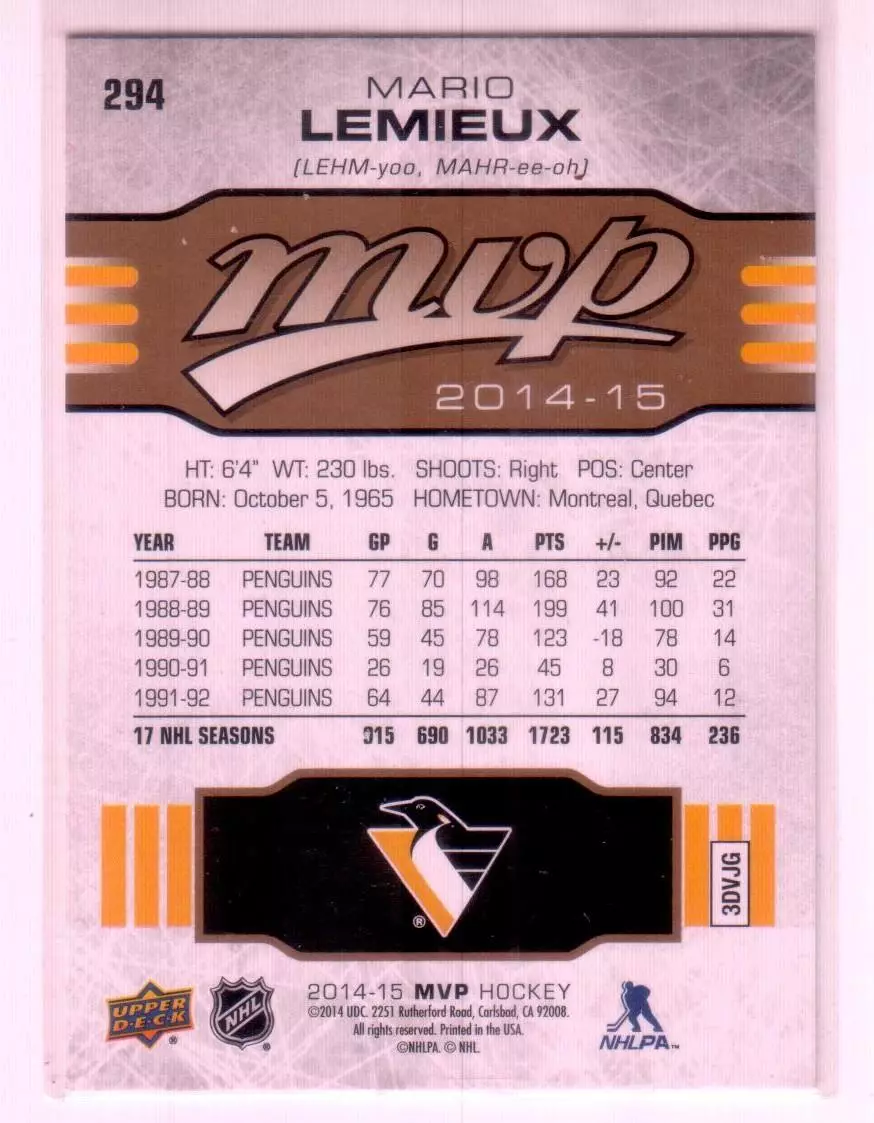 294
MARIO
LEMIEUX
(LEHM-yoo, MAHR-ee-oh)
mvp
2014-15
HT: 6'4" WT: 230 lbs. SHOOTS: Right POS: Center
BORN: October 5, 1965 HOMETOWN: Montreal, Quebec
YEAR TEAM GP G A PTS +/- PIM PPG
1987-88 PENGUINS 77 70 98 168 23 92 22
1988-89 PENGUINS 76 85 114 199 41 100 31
1989-90 PENGUINS 59 45 78 123 -18 78 14
1990-91 PENGUINS 26 19 26 45 8 30 6
1991-92 PENGUINS 64 44 87 131 27 94 12
17 NHL SEASONS 915 690 1033 1723 115 834 236
®
3DVJG
UPPER
D·E·C·K
®
NHL
®
2014-15 MVP HOCKEY
©2014 UDC. 2251 Rutherford Road, Carlsbad, CA 92008.
All rights reserved. Printed in the USA.
©NHLPA. © NHL.
NHLPA™